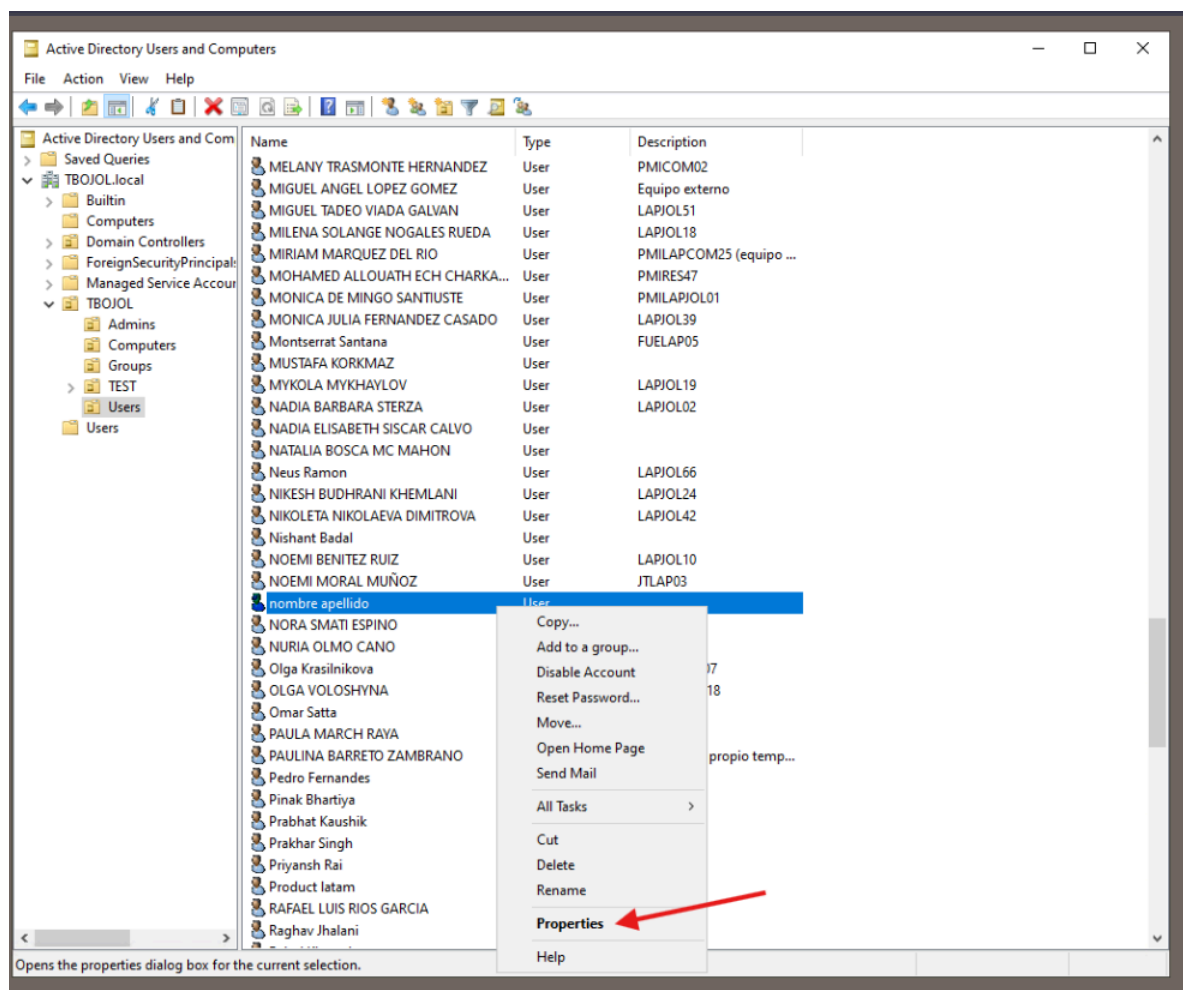 Active Directory Users and Computers
File Action View Help
Active Directory Users and Com
Saved Queries
TBOJOL.local
Builtin
Computers
Domain Controllers
ForeignSecurityPrincipal:
Managed Service Accour
TBOJOL
Admins
Computers
Groups
TEST
Users
Users
Name Type Description
MELANY TRASMONTE HERNANDEZ User PMICOM02
MIGUEL ANGEL LOPEZ GOMEZ User Equipo externo
MIGUEL TADEO VIADA GALVAN User LAPJOL51
MILENA SOLANGE NOGALES RUEDA User LAPJOL18
MIRIAM MARQUEZ DEL RIO User PMILAPCOM25 (equipo ...
MOHAMED ALLOUATH ECH CHARKA... User PMIRES47
MONICA DE MINGO SANTIUSTE User PMILAPJOL01
MONICA JULIA FERNANDEZ CASADO User LAPJOL39
Montserrat Santana User FUELAP05
MUSTAFA KORKMAZ User
MYKOLA MYKHAYLOV User LAPJOL19
NADIA BARBARA STERZA User LAPJOL02
NADIA ELISABETH SISCAR CALVO User
NATALIA BOSCA MC MAHON User
Neus Ramon User LAPJOL66
NIKESH BUDHRANI KHEMLANI User LAPJOL24
NIKOLETA NIKOLAEVA DIMITROVA User LAPJOL42
Nishant Badal User
NOEMI BENITEZ RUIZ User LAPJOL10
NOEMI MORAL MUÑOZ User JTLAP03
nombre apellido User
NORA SMATI ESPINO
NURIA OLMO CANO
Olga Krasilnikova 07
OLGA VOLOSHYNA 18
Omar Satta
PAULA MARCH RAYA
PAULINA BARRETO ZAMBRANO propio temp...
Pedro Fernandes
Pinak Bhartiya
Prabhat Kaushik
Prakhar Singh
Priyansh Rai
Product latam
RAFAEL LUIS RIOS GARCIA
Raghav Jhalani
Copy...
Add to a group...
Disable Account
Reset Password...
Move...
Open Home Page
Send Mail
All Tasks
Cut
Delete
Rename
Properties
Help
Opens the properties dialog box for the current selection.